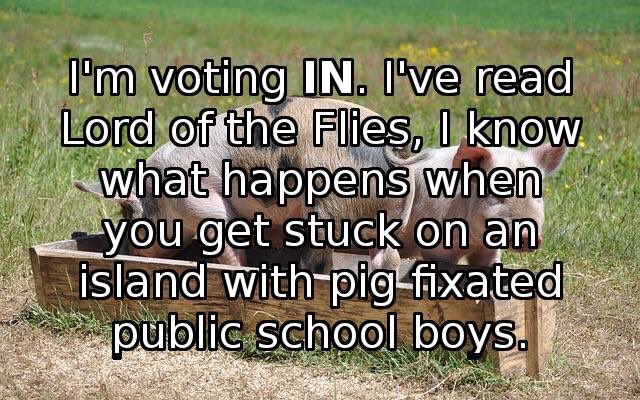 I'm voting IN. I've read
Lord of the Flies, I know
what happens when
you get stuck on an
island with pig fixated
public school boys.